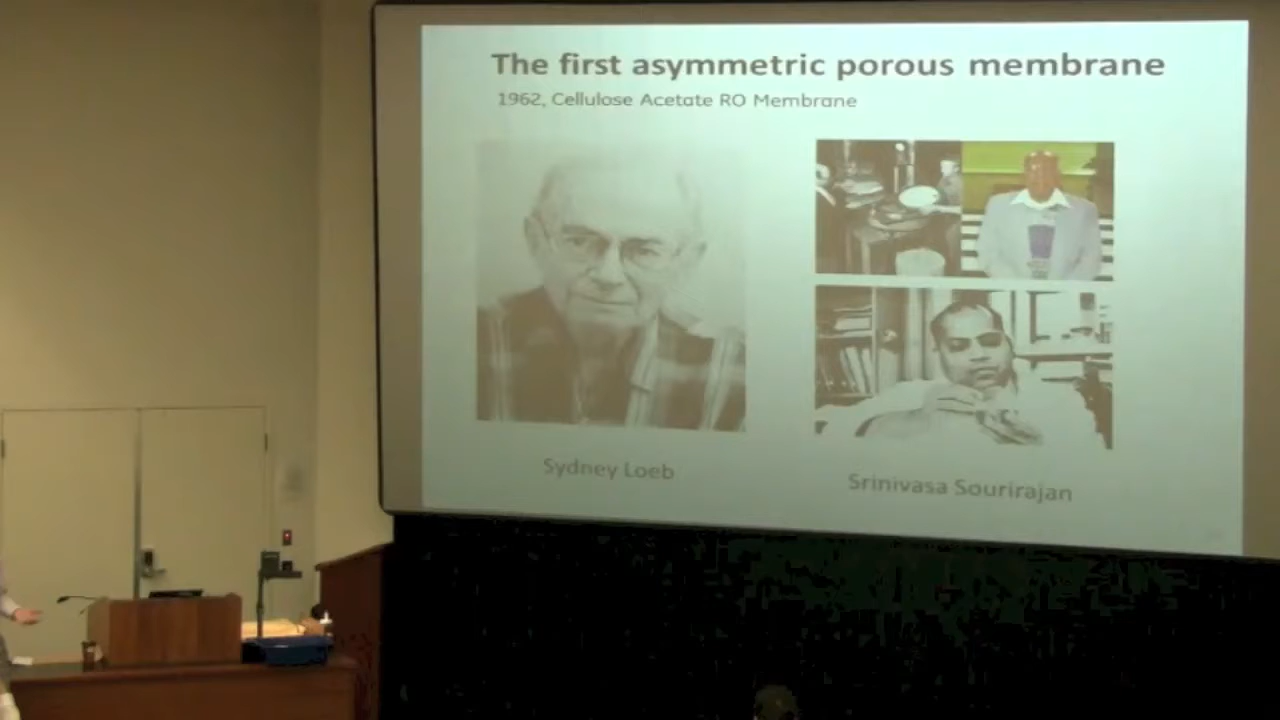 The first asymmetric porous membrane
1962, Cellulose Acetate RO Membrane
Sydney Loeb
Srinivasa Sourirajan